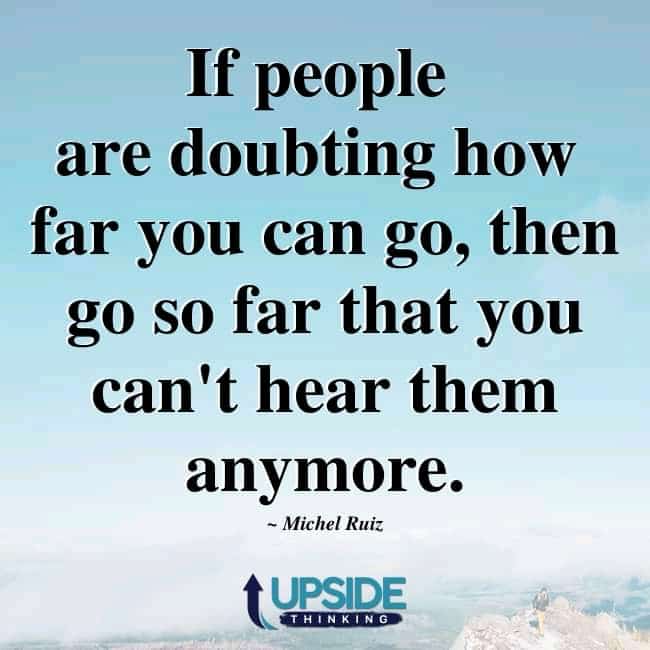 If people
are doubting how
far you can go, then
go so far that you
can't hear them
anymore.
~ Michel Ruiz
UPSIDE
THINKING